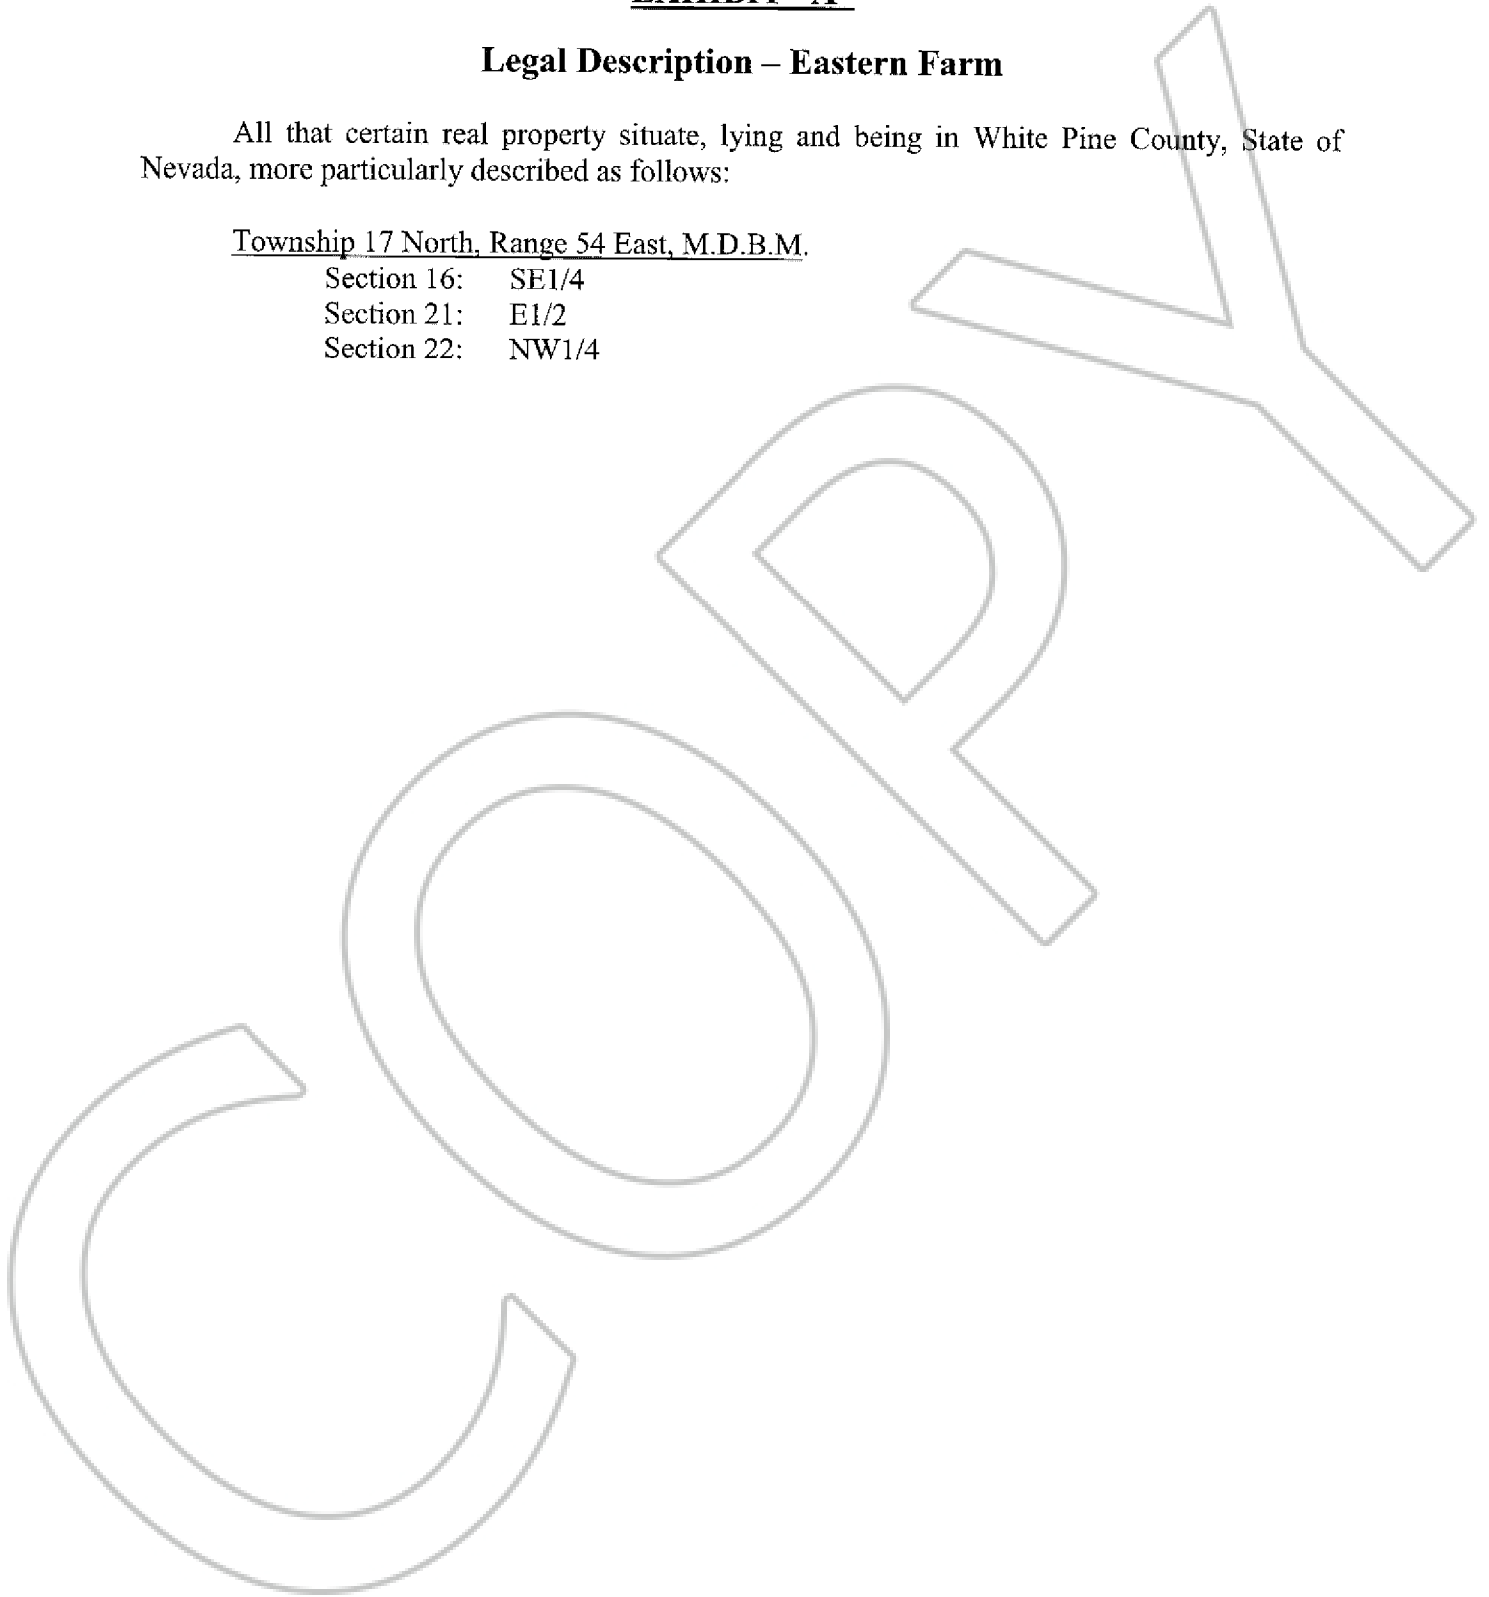 EXHIBIT "A"
Legal Description – Eastern Farm
All that certain real property situate, lying and being in White Pine County, State of
Nevada, more particularly described as follows:
Township 17 North, Range 54 East, M.D.B.M.
Section 16: SE1/4
Section 21: E1/2
Section 22: NW1/4
COPY